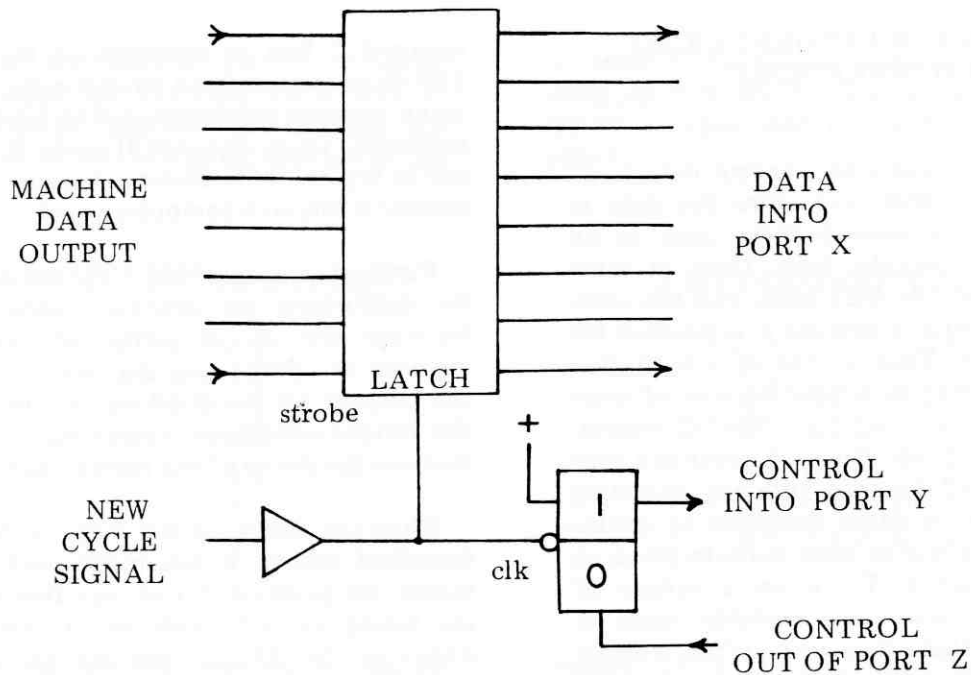 MACHINE
DATA
OUTPUT
DATA
INTO
PORT X
LATCH
strobe
+
NEW
CYCLE
SIGNAL
clk
1
0
CONTROL
INTO PORT Y
CONTROL
OUT OF PORT Z